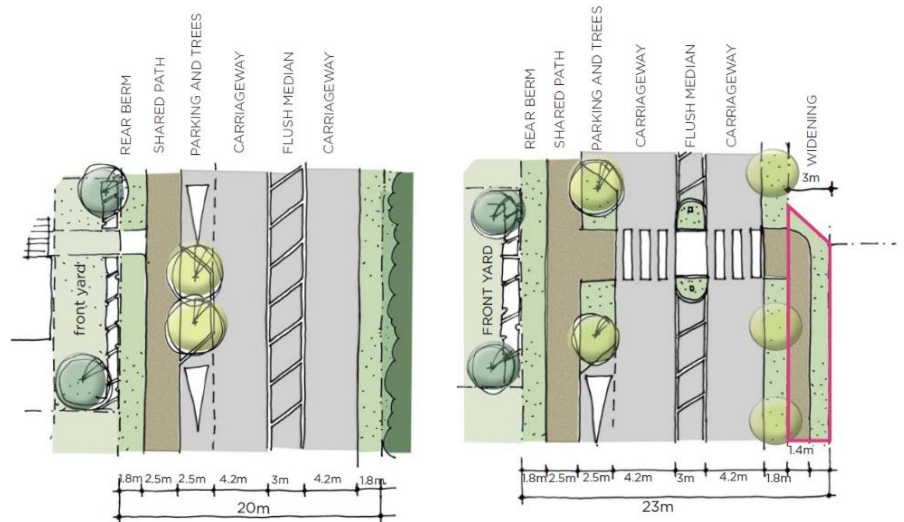 REAR BERM
SHARED PATH
PARKING AND TREES
CARRIAGEWAY
FLUSH MEDIAN
CARRIAGEWAY
front yard
1.8m 2.5m 2.5m 4.2m 3m 4.2m 1.8m
20m
REAR BERM
SHARED PATH
PARKING AND TREES
CARRIAGEWAY
FLUSH MEDIAN
CARRIAGEWAY
WIDENING
3m
FRONT YARD
1.4m
1.8m 2.5m 2.5m 4.2m 3m 4.2m 1.8m
23m